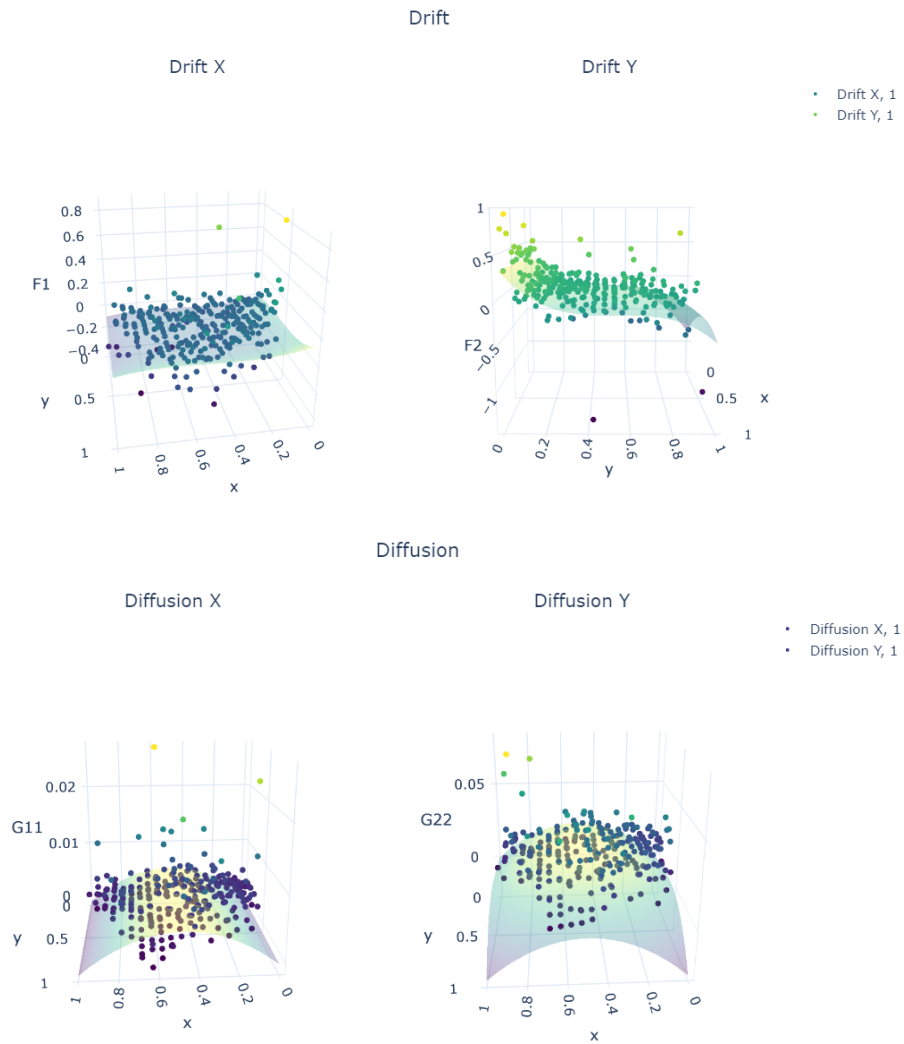 Drift
Drift X
Drift Y
Drift X, 1
Drift Y, 1
0.8
0.6
0.4
0.2
0
−0.2
−0.4
F1
0
0.5
1
y
1
0.8
0.6
0.4
0.2
0
x
1
0.5
0
−0.5
−1
F2
0
0.2
0.4
0.6
0.8
1
y
0
0.5
1
x
Diffusion
Diffusion X
Diffusion Y
Diffusion X, 1
Diffusion Y, 1
0.02
0.01
0
G11
0
0.5
1
y
1
0.8
0.6
0.4
0.2
0
x
0.05
0
G22
0
0.5
1
y
1
0.8
0.6
0.4
0.2
0
x